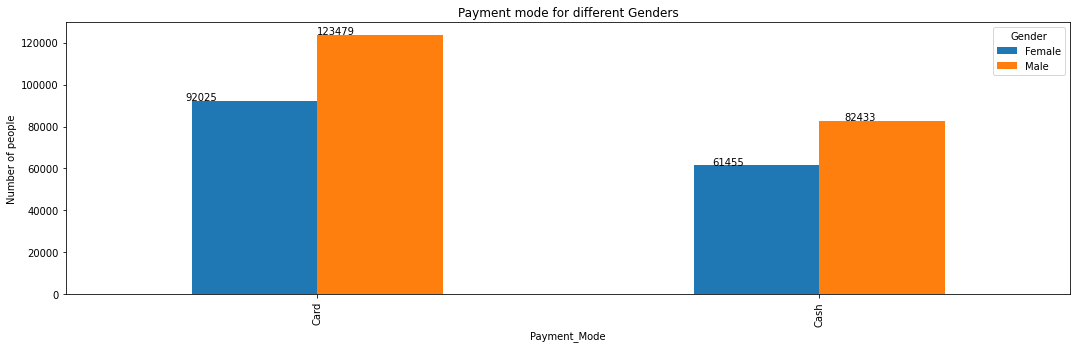 Payment mode for different Genders
123479
92025
82433
61455
Gender
Female
Male
120000
100000
80000
60000
40000
20000
0
Number of people
Card
Cash
Payment_Mode